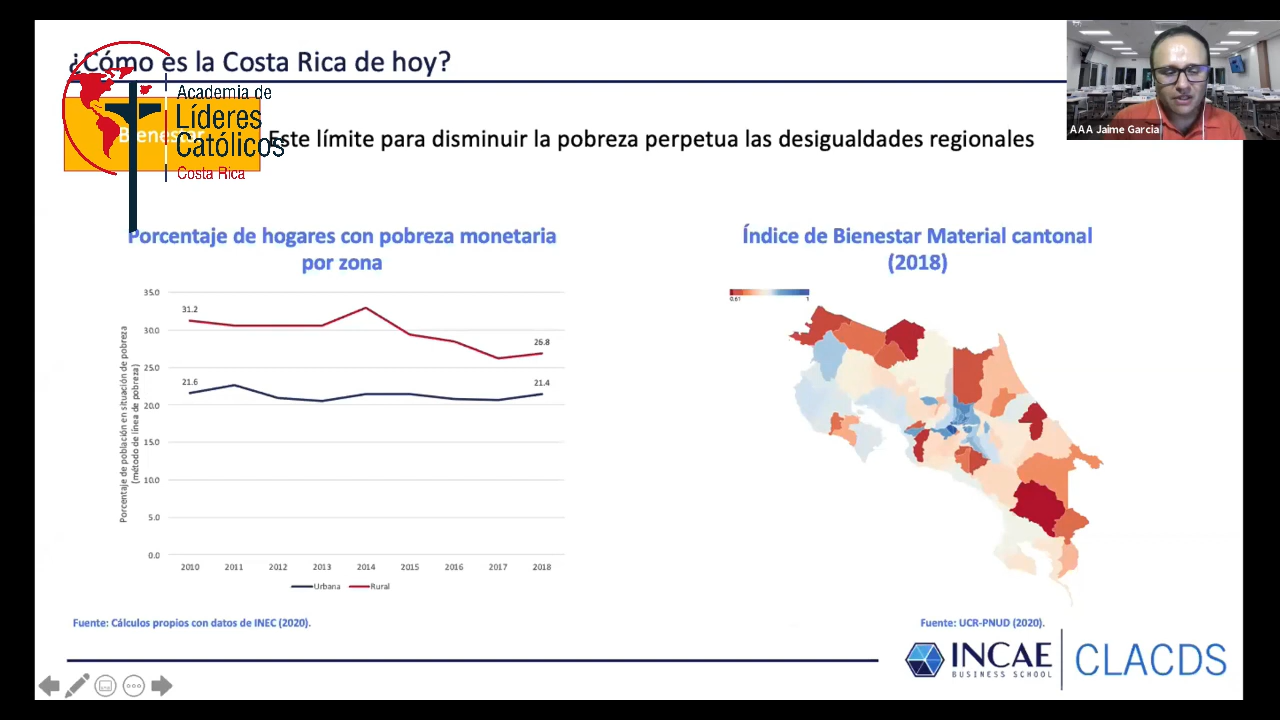 ¿Cómo es la Costa Rica de hoy?
Academia de
Líderes
Católicos
Costa Rica
Bienestar
Este límite para disminuir la pobreza perpetua las desigualdades regionales
AAA Jaime Garcia
Porcentaje de hogares con pobreza monetaria
por zona
Porcentaje de población en situación de pobreza
(método de línea de pobreza)
35.0
30.0
25.0
20.0
15.0
10.0
5.0
0.0
31.2
26.8
21.6
21.4
2010 2011 2012 2013 2014 2015 2016 2017 2018
Urbana Rural
Fuente: Cálculos propios con datos de INEC (2020).
Índice de Bienestar Material cantonal
(2018)
0.61 1
Fuente: UCR-PNUD (2020).
INCAE
BUSINESS SCHOOL
CLACDS